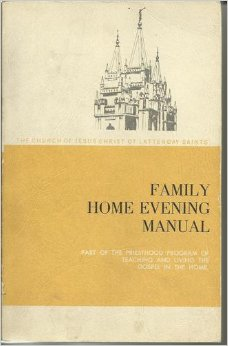 THE CHURCH OF JESUS CHRIST OF LATTER-DAY SAINTS
FAMILY
HOME EVENING
MANUAL
PART OF THE PRIESTHOOD PROGRAM OF
TEACHING AND LIVING THE
GOSPEL IN THE HOME.